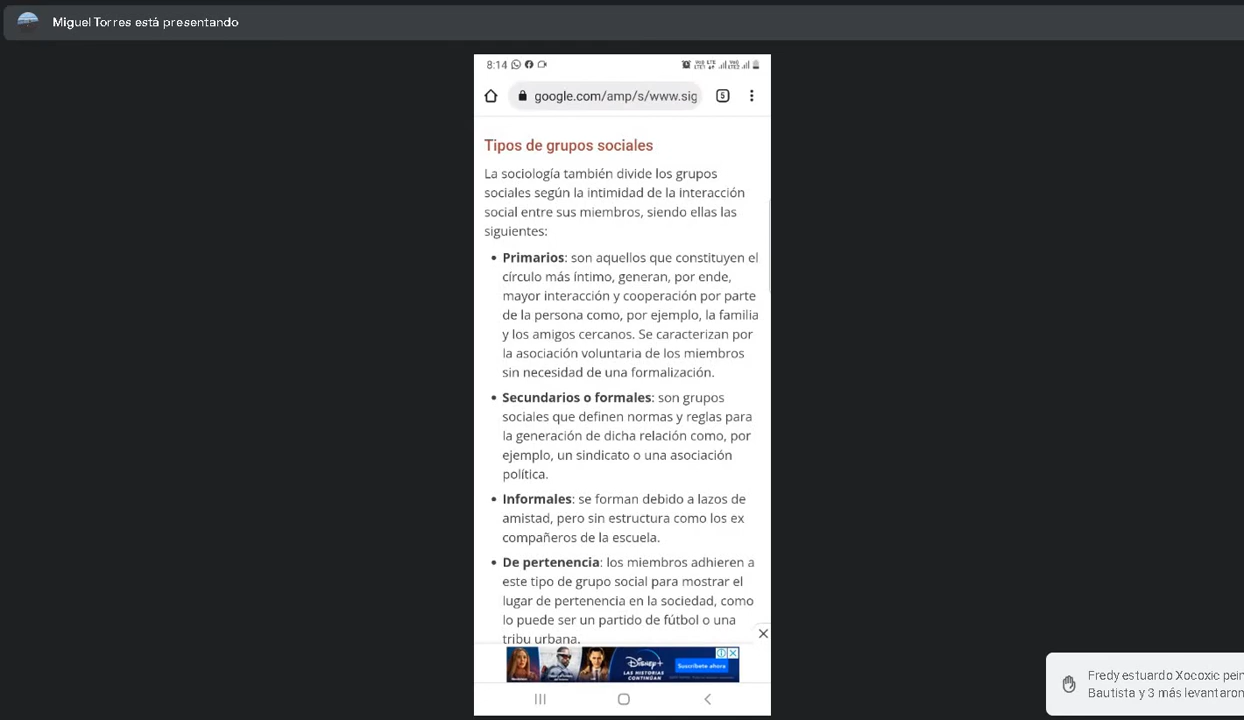 Miguel Torres está presentando
8:14
google.com/amp/s/www.sig
5
Tipos de grupos sociales
La sociología también divide los grupos
sociales según la intimidad de la interacción
social entre sus miembros, siendo ellas las
siguientes:
• Primarios: son aquellos que constituyen el
círculo más íntimo, generan, por ende,
mayor interacción y cooperación por parte
de la persona como, por ejemplo, la familia
y los amigos cercanos. Se caracterizan por
la asociación voluntaria de los miembros
sin necesidad de una formalización.
• Secundarios o formales: son grupos
sociales que definen normas y reglas para
la generación de dicha relación como, por
ejemplo, un sindicato o una asociación
política.
• Informales: se forman debido a lazos de
amistad, pero sin estructura como los ex
compañeros de la escuela.
• De pertenencia: los miembros adhieren a
este tipo de grupo social para mostrar el
lugar de pertenencia en la sociedad, como
lo puede ser un partido de fútbol o una
tribu urbana.
Disney+
LAS HISTORIAS
CONTINÚAN
Suscríbete ahora
Fredy estuardo Xocoxic pein
Bautista y 3 más levantaron